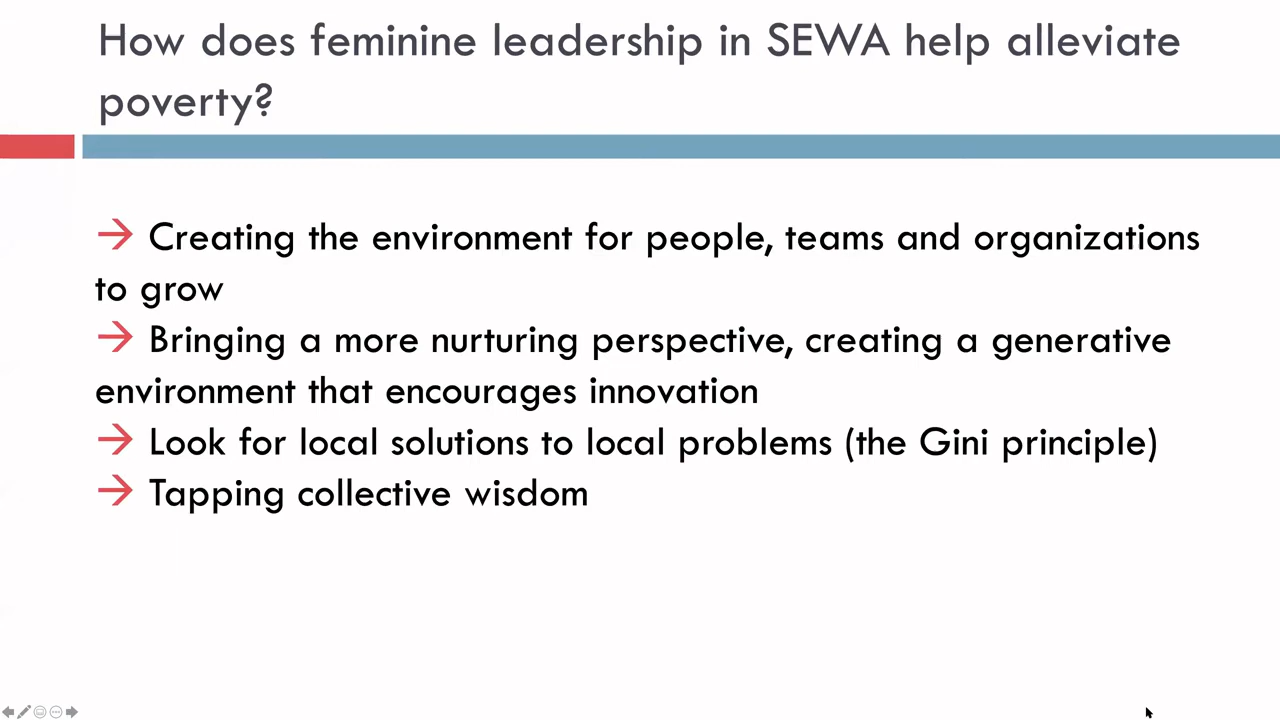 How does feminine leadership in SEWA help alleviate
poverty?
→ Creating the environment for people, teams and organizations
to grow
→ Bringing a more nurturing perspective, creating a generative
environment that encourages innovation
→ Look for local solutions to local problems (the Gini principle)
→ Tapping collective wisdom